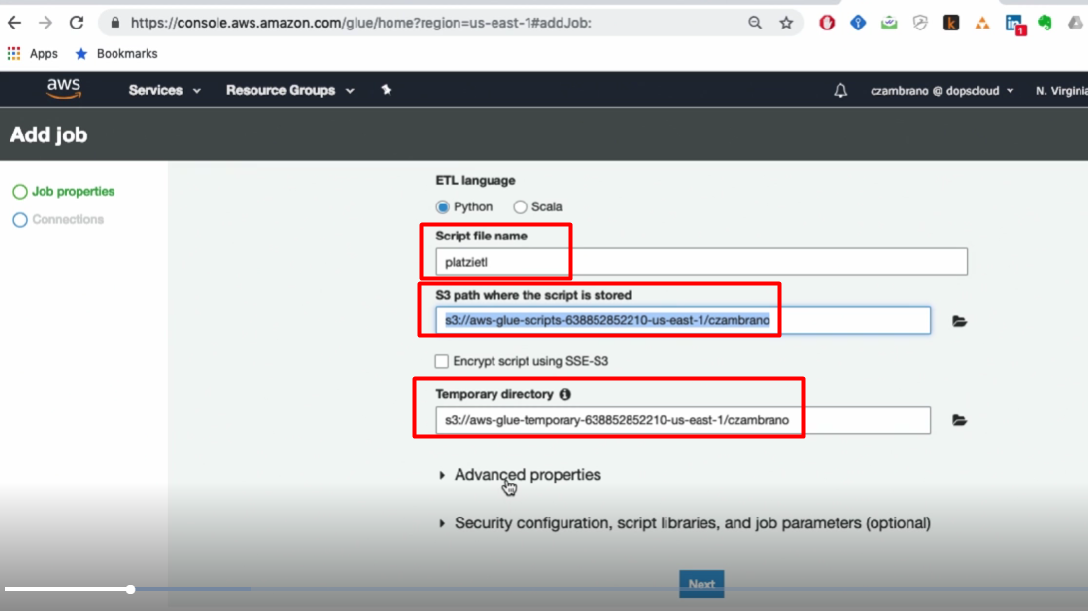 https://console.aws.amazon.com/glue/home?region=us-east-1#addJob:
Apps Bookmarks
aws Services Resource Groups czambrano @ dopsdoud N. Virginia
Add job
Job properties
Connections
ETL language
Python Scala
Script file name
platzietl
S3 path where the script is stored
s3://aws-glue-scripts-638852852210-us-east-1/czambrano
Encrypt script using SSE-S3
Temporary directory
s3://aws-glue-temporary-638852852210-us-east-1/czambrano
Advanced properties
Security configuration, script libraries, and job parameters (optional)
Next